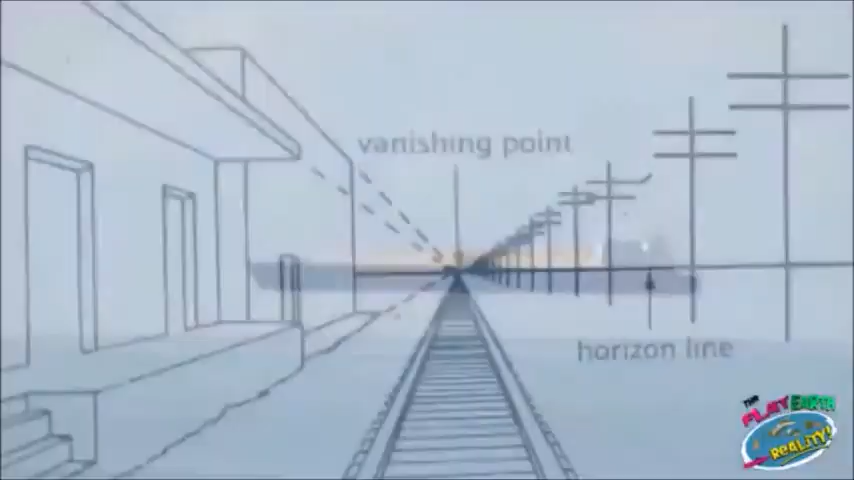 vanishing point
horizon line
THE
FLAT EARTH
REALITY!